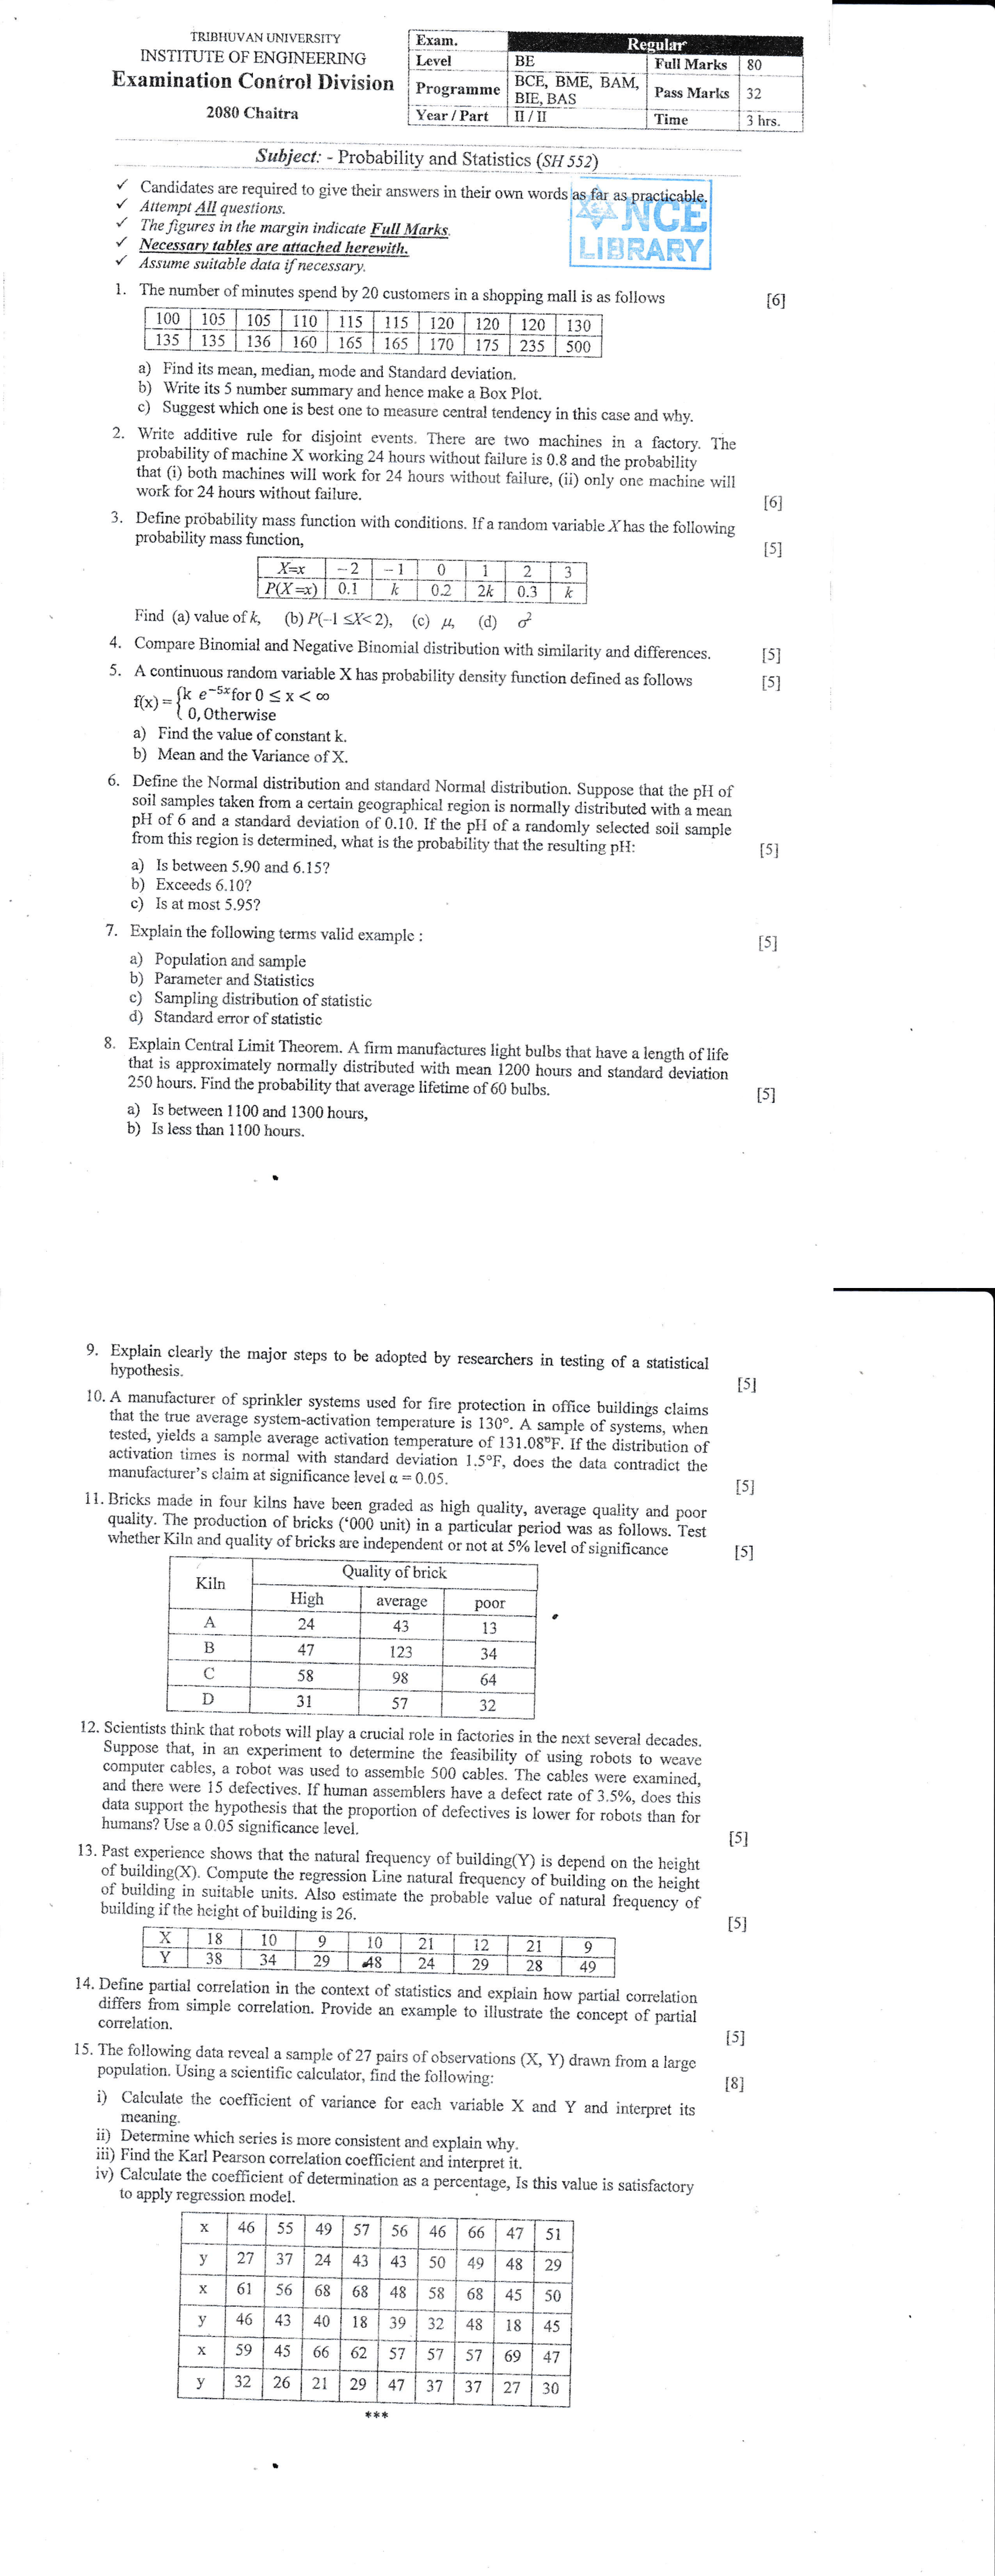 TRIBHUVAN UNIVERSITY
INSTITUTE OF ENGINEERING
Examination Control Division
2080 Chaitra
Exam. Regular
Level BE Full Marks 80
Programme BCE, BME, BAM, BIE, BAS Pass Marks 32
Year / Part II / II Time 3 hrs.
Subject: - Probability and Statistics (SH 552)
✓ Candidates are required to give their answers in their own words as far as practicable.
✓ Attempt All questions.
✓ The figures in the margin indicate Full Marks.
✓ Necessary tables are attached herewith.
✓ Assume suitable data if necessary.
NCE
LIBRARY
1. The number of minutes spend by 20 customers in a shopping mall is as follows [6]
100 105 105 110 115 115 120 120 120 130
135 135 136 160 165 165 170 175 235 500
a) Find its mean, median, mode and Standard deviation.
b) Write its 5 number summary and hence make a Box Plot.
c) Suggest which one is best one to measure central tendency in this case and why.
2. Write additive rule for disjoint events. There are two machines in a factory. The
probability of machine X working 24 hours without failure is 0.8 and the probability
that (i) both machines will work for 24 hours without failure, (ii) only one machine will
work for 24 hours without failure. [6]
3. Define probability mass function with conditions. If a random variable X has the following
probability mass function, [5]
X=x −2 −1 0 1 2 3
P(X=x) 0.1 k 0.2 2k 0.3 k
Find (a) value of k, (b) P(−1 ≤X< 2), (c) μ, (d) σ²
4. Compare Binomial and Negative Binomial distribution with similarity and differences. [5]
5. A continuous random variable X has probability density function defined as follows [5]
f(x) = {k e⁻⁵ˣ for 0 ≤ x < ∞
0, Otherwise
a) Find the value of constant k.
b) Mean and the Variance of X.
6. Define the Normal distribution and standard Normal distribution. Suppose that the pH of
soil samples taken from a certain geographical region is normally distributed with a mean
pH of 6 and a standard deviation of 0.10. If the pH of a randomly selected soil sample
from this region is determined, what is the probability that the resulting pH: [5]
a) Is between 5.90 and 6.15?
b) Exceeds 6.10?
c) Is at most 5.95?
7. Explain the following terms valid example : [5]
a) Population and sample
b) Parameter and Statistics
c) Sampling distribution of statistic
d) Standard error of statistic
8. Explain Central Limit Theorem. A firm manufactures light bulbs that have a length of life
that is approximately normally distributed with mean 1200 hours and standard deviation
250 hours. Find the probability that average lifetime of 60 bulbs. [5]
a) Is between 1100 and 1300 hours,
b) Is less than 1100 hours.
9. Explain clearly the major steps to be adopted by researchers in testing of a statistical
hypothesis. [5]
10. A manufacturer of sprinkler systems used for fire protection in office buildings claims
that the true average system-activation temperature is 130°. A sample of systems, when
tested, yields a sample average activation temperature of 131.08°F. If the distribution of
activation times is normal with standard deviation 1.5°F, does the data contradict the
manufacturer's claim at significance level α = 0.05. [5]
11. Bricks made in four kilns have been graded as high quality, average quality and poor
quality. The production of bricks ('000 unit) in a particular period was as follows. Test
whether Kiln and quality of bricks are independent or not at 5% level of significance [5]
Kiln Quality of brick
High average poor
A 24 43 13
B 47 123 34
C 58 98 64
D 31 57 32
12. Scientists think that robots will play a crucial role in factories in the next several decades.
Suppose that, in an experiment to determine the feasibility of using robots to weave
computer cables, a robot was used to assemble 500 cables. The cables were examined,
and there were 15 defectives. If human assemblers have a defect rate of 3.5%, does this
data support the hypothesis that the proportion of defectives is lower for robots than for
humans? Use a 0.05 significance level. [5]
13. Past experience shows that the natural frequency of building(Y) is depend on the height
of building(X). Compute the regression Line natural frequency of building on the height
of building in suitable units. Also estimate the probable value of natural frequency of
building if the height of building is 26. [5]
X 18 10 9 10 21 12 21 9
Y 38 34 29 48 24 29 28 49
14. Define partial correlation in the context of statistics and explain how partial correlation
differs from simple correlation. Provide an example to illustrate the concept of partial
correlation. [5]
15. The following data reveal a sample of 27 pairs of observations (X, Y) drawn from a large
population. Using a scientific calculator, find the following: [8]
i) Calculate the coefficient of variance for each variable X and Y and interpret its
meaning.
ii) Determine which series is more consistent and explain why.
iii) Find the Karl Pearson correlation coefficient and interpret it.
iv) Calculate the coefficient of determination as a percentage, Is this value is satisfactory
to apply regression model.
x 46 55 49 57 56 46 66 47 51
y 27 37 24 43 43 50 49 48 29
x 61 56 68 68 48 58 68 45 50
y 46 43 40 18 39 32 48 18 45
x 59 45 66 62 57 57 57 69 47
y 32 26 21 29 47 37 37 27 30
***